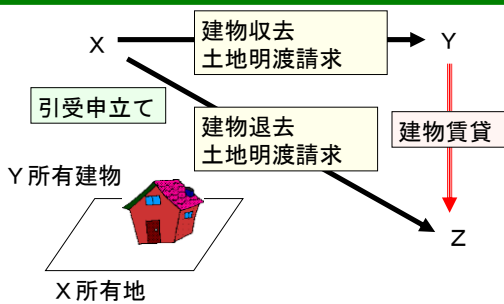 建物収去
土地明渡請求
X
Y
引受申立て
建物退去
土地明渡請求
建物賃貸
Y所有建物
Z
X所有地